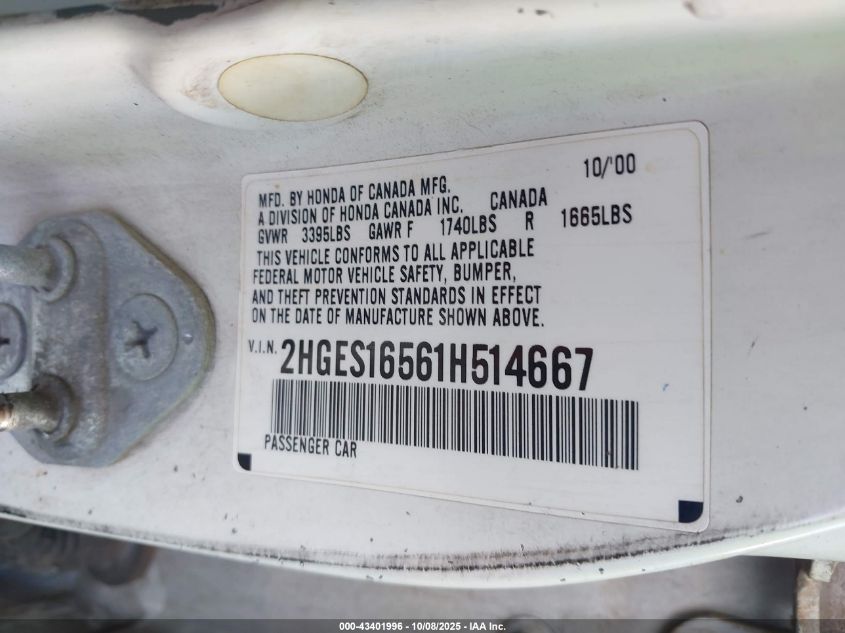 10/'00
MFD. BY HONDA OF CANADA MFG.
A DIVISION OF HONDA CANADA INC. CANADA
GVWR 3395LBS GAWR F 1740LBS R 1665LBS
THIS VEHICLE CONFORMS TO ALL APPLICABLE
FEDERAL MOTOR VEHICLE SAFETY, BUMPER,
AND THEFT PREVENTION STANDARDS IN EFFECT
ON THE DATE OF MANUFACTURE SHOWN ABOVE.
V.I.N. 2HGES16561H514667
PASSENGER CAR
000-43401996 - 10/08/2025 - IAA Inc.